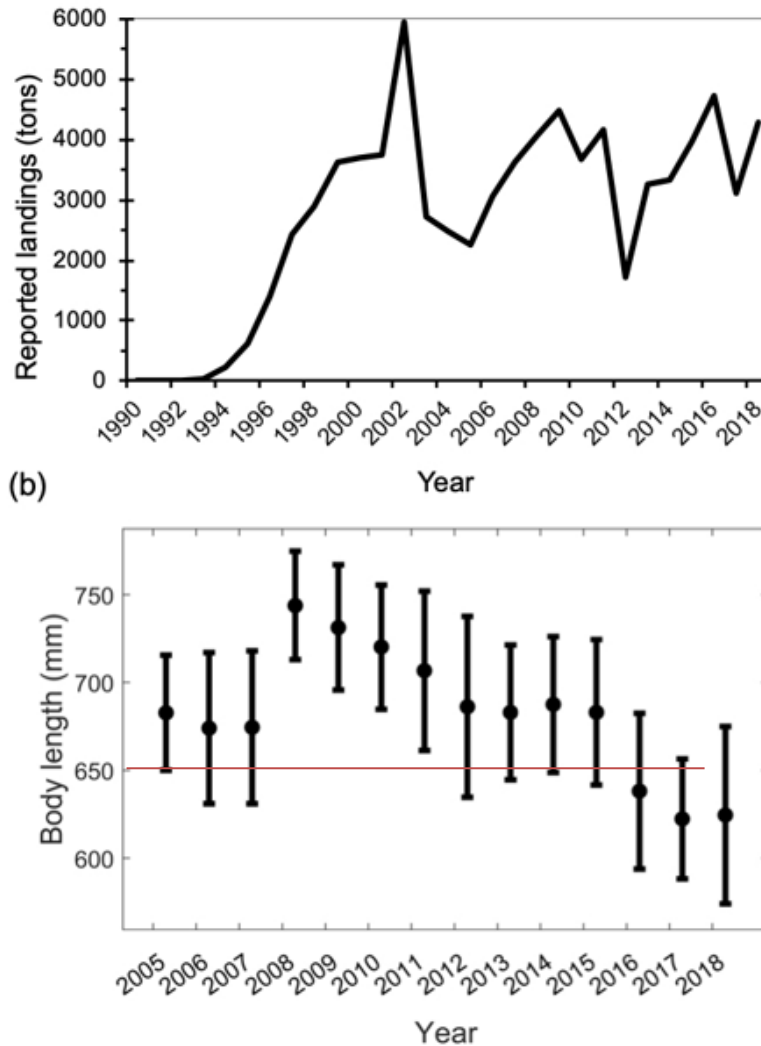 6000
5000
4000
3000
2000
1000
0
Reported landings (tons)
1990 1992 1994 1996 1998 2000 2002 2004 2006 2008 2010 2012 2014 2016 2018
Year
(b)
750
700
650
600
Body length (mm)
2005 2006 2007 2008 2009 2010 2011 2012 2013 2014 2015 2016 2017 2018
Year